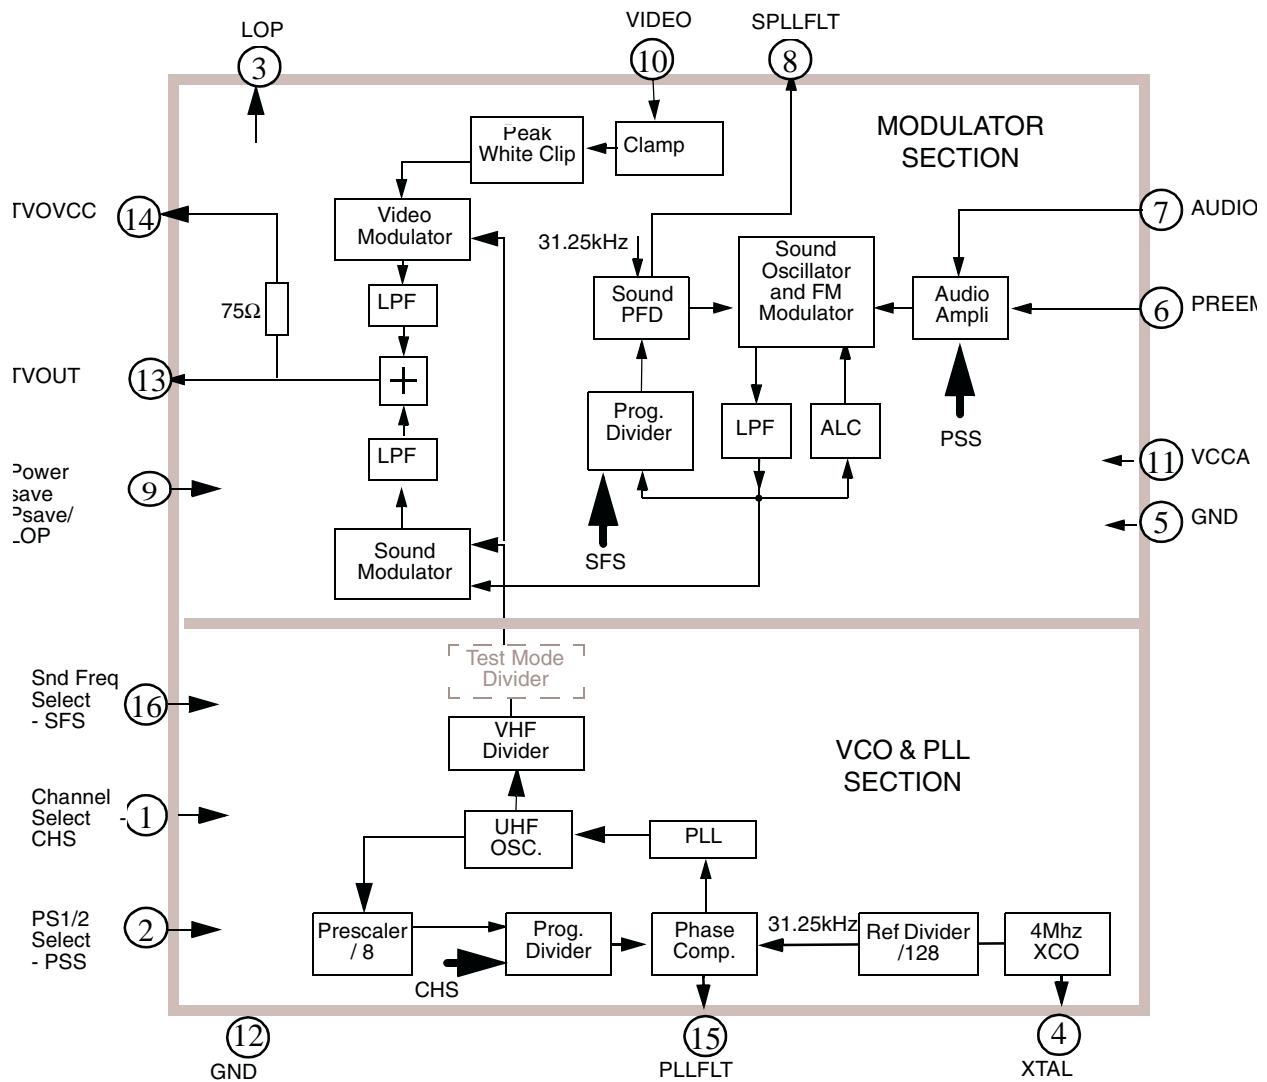 LOP
3
VIDEO
10
SPLLFLT
8
MODULATOR
SECTION
Peak
White Clip
Clamp
TVOVCC
14
Video
Modulator
31.25kHz
Sound
Oscillator
and FM
Modulator
7
AUDIO
75Ω
LPF
Sound
PFD
Audio
Ampli
6
PREEM
TVOUT
13
+
Prog.
Divider
LPF
ALC
PSS
LPF
11
VCCA
Power
save
Psave/
LOP
9
5
GND
SFS
Sound
Modulator
Test Mode
Divider
Snd Freq
Select
- SFS
16
VHF
Divider
VCO & PLL
SECTION
Channel
Select -
CHS
1
UHF
OSC.
PLL
PS1/2
Select
- PSS
2
Prescaler
/ 8
Prog.
Divider
Phase
Comp.
31.25kHz
Ref Divider
/128
4Mhz
XCO
CHS
12
GND
15
PLLFLT
4
XTAL